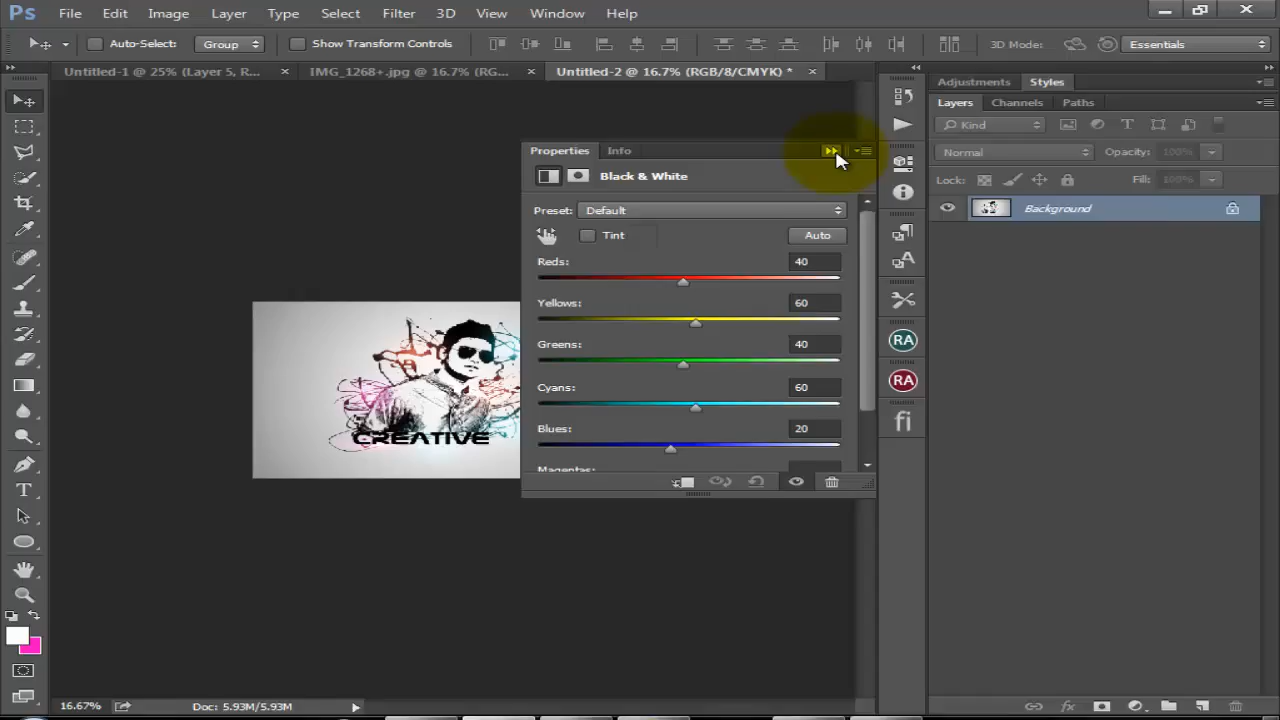 Ps File Edit Image Layer Type Select Filter 3D View Window Help
Auto-Select: Group Show Transform Controls 3D Mode: Essentials
Untitled-1 @ 25% (Layer 5, R... IMG_1268+.jpg @ 16.7% (RG... Untitled-2 @ 16.7% (RGB/8/CMYK) *
Adjustments Styles
Layers Channels Paths
Kind
Normal Opacity: 100%
Lock: Fill: 100%
Background
Properties Info
Black & White
Preset: Default
Tint Auto
Reds: 40
Yellows: 60
Greens: 40
Cyans: 60
Blues: 20
Magentas:
CREATIVE
RA
RA
fi
16.67% Doc: 5.93M/5.93M